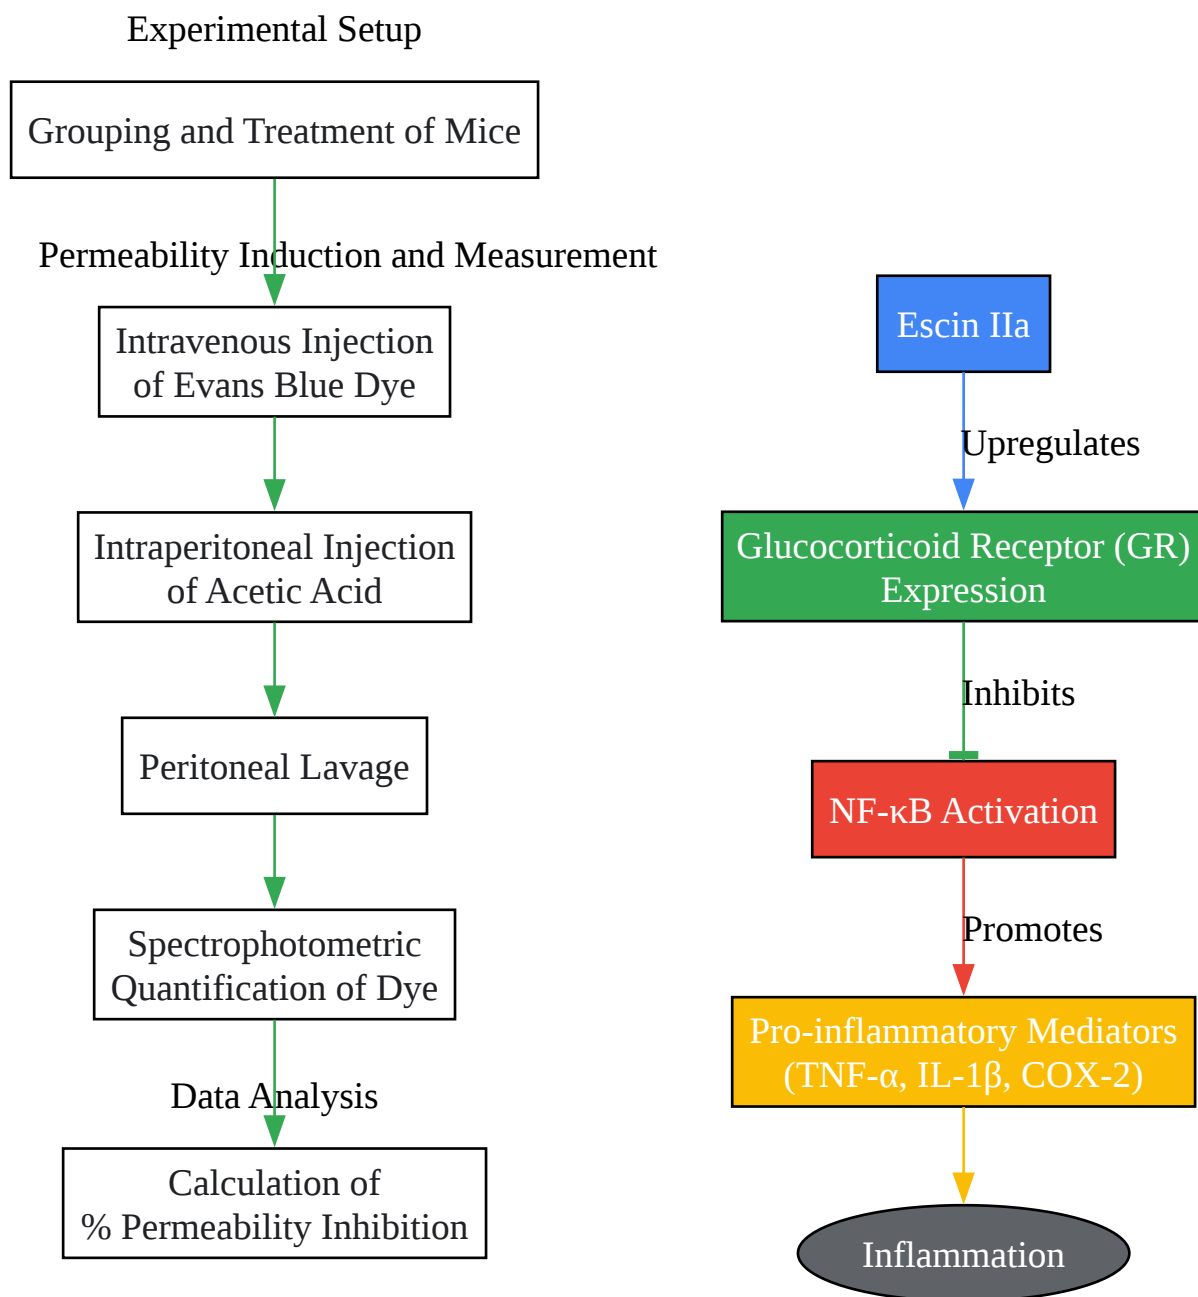 Experimental Setup
Grouping and Treatment of Mice
Permeability Induction and Measurement
Intravenous Injection
of Evans Blue Dye
Intraperitoneal Injection
of Acetic Acid
Peritoneal Lavage
Spectrophotometric
Quantification of Dye
Data Analysis
Calculation of
% Permeability Inhibition
Escin IIa
Upregulates
Glucocorticoid Receptor (GR)
Expression
Inhibits
NF-κB Activation
Promotes
Pro-inflammatory Mediators
(TNF-α, IL-1β, COX-2)
Inflammation